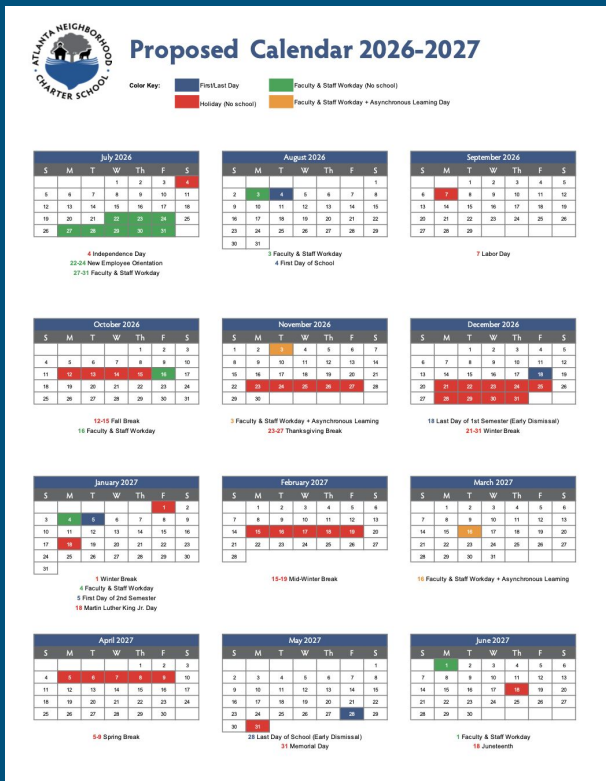 ATLANTA NEIGHBORHOOD
CHARTER SCHOOL
Proposed Calendar 2026-2027
Color Key:
First/Last Day
Faculty & Staff Workday (No school)
Holiday (No school)
Faculty & Staff Workday + Asynchronous Learning Day
July 2026
S M T W Th F S
1 2 3 4
5 6 7 8 9 10 11
12 13 14 15 16 17 18
19 20 21 22 23 24 25
26 27 28 29 30 31
4 Independence Day
22-24 New Employee Orientation
27-31 Faculty & Staff Workday
August 2026
S M T W Th F S
1
2 3 4 5 6 7 8
9 10 11 12 13 14 15
16 17 18 19 20 21 22
23 24 25 26 27 28 29
30 31
3 Faculty & Staff Workday
4 First Day of School
September 2026
S M T W Th F S
1 2 3 4 5
6 7 8 9 10 11 12
13 14 15 16 17 18 19
20 21 22 23 24 25 26
27 28 29 30
7 Labor Day
October 2026
S M T W Th F S
1 2 3
4 5 6 7 8 9 10
11 12 13 14 15 16 17
18 19 20 21 22 23 24
25 26 27 28 29 30 31
12-15 Fall Break
16 Faculty & Staff Workday
November 2026
S M T W Th F S
1 2 3 4 5 6 7
8 9 10 11 12 13 14
15 16 17 18 19 20 21
22 23 24 25 26 27 28
29 30
3 Faculty & Staff Workday + Asynchronous Learning
23-27 Thanksgiving Break
December 2026
S M T W Th F S
1 2 3 4 5
6 7 8 9 10 11 12
13 14 15 16 17 18 19
20 21 22 23 24 25 26
27 28 29 30 31
18 Last Day of 1st Semester (Early Dismissal)
21-31 Winter Break
January 2027
S M T W Th F S
1 2
3 4 5 6 7 8 9
10 11 12 13 14 15 16
17 18 19 20 21 22 23
24 25 26 27 28 29 30
31
1 Winter Break
4 Faculty & Staff Workday
5 First Day of 2nd Semester
18 Martin Luther King Jr. Day
February 2027
S M T W Th F S
1 2 3 4 5 6
7 8 9 10 11 12 13
14 15 16 17 18 19 20
21 22 23 24 25 26 27
28
15-19 Mid-Winter Break
March 2027
S M T W Th F S
1 2 3 4 5 6
7 8 9 10 11 12 13
14 15 16 17 18 19 20
21 22 23 24 25 26 27
28 29 30 31
16 Faculty & Staff Workday + Asynchronous Learning
April 2027
S M T W Th F S
1 2 3
4 5 6 7 8 9 10
11 12 13 14 15 16 17
18 19 20 21 22 23 24
25 26 27 28 29 30
5-9 Spring Break
May 2027
S M T W Th F S
1
2 3 4 5 6 7 8
9 10 11 12 13 14 15
16 17 18 19 20 21 22
23 24 25 26 27 28 29
30 31
28 Last Day of School (Early Dismissal)
31 Memorial Day
June 2027
S M T W Th F S
1 2 3 4 5 6
7 8 9 10 11 12 13
14 15 16 17 18 19 20
21 22 23 24 25 26 27
28 29 30
1 Faculty & Staff Workday
18 Juneteenth